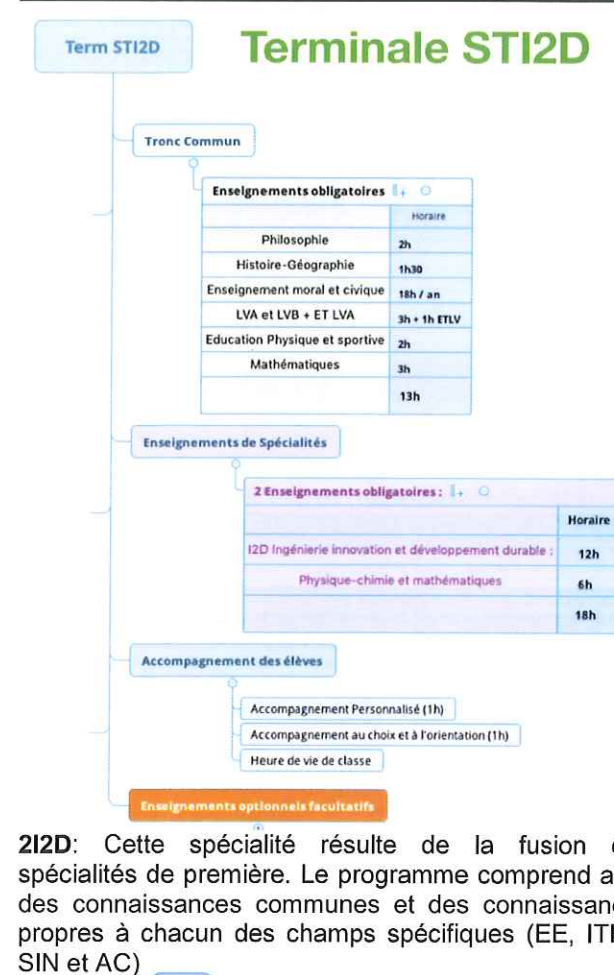 Term STI2D
Terminale STI2D
Tronc Commun
Enseignements obligatoires
Horaire
Philosophie 2h
Histoire-Géographie 1h30
Enseignement moral et civique 18h / an
LVA et LVB + ET LVA 3h + 1h ETLV
Education Physique et sportive 2h
Mathématiques 3h
13h
Enseignements de Spécialités
2 Enseignements obligatoires :
Horaire
I2D Ingénierie innovation et développement durable : 12h
Physique-chimie et mathématiques 6h
18h
Accompagnement des élèves
Accompagnement Personnalisé (1h)
Accompagnement au choix et à l'orientation (1h)
Heure de vie de classe
Enseignements optionnels facultatifs
2I2D: Cette spécialité résulte de la fusion
spécialités de première. Le programme comprend
des connaissances communes et des
propres à chacun des champs spécifiques (EE,
SIN et AC)